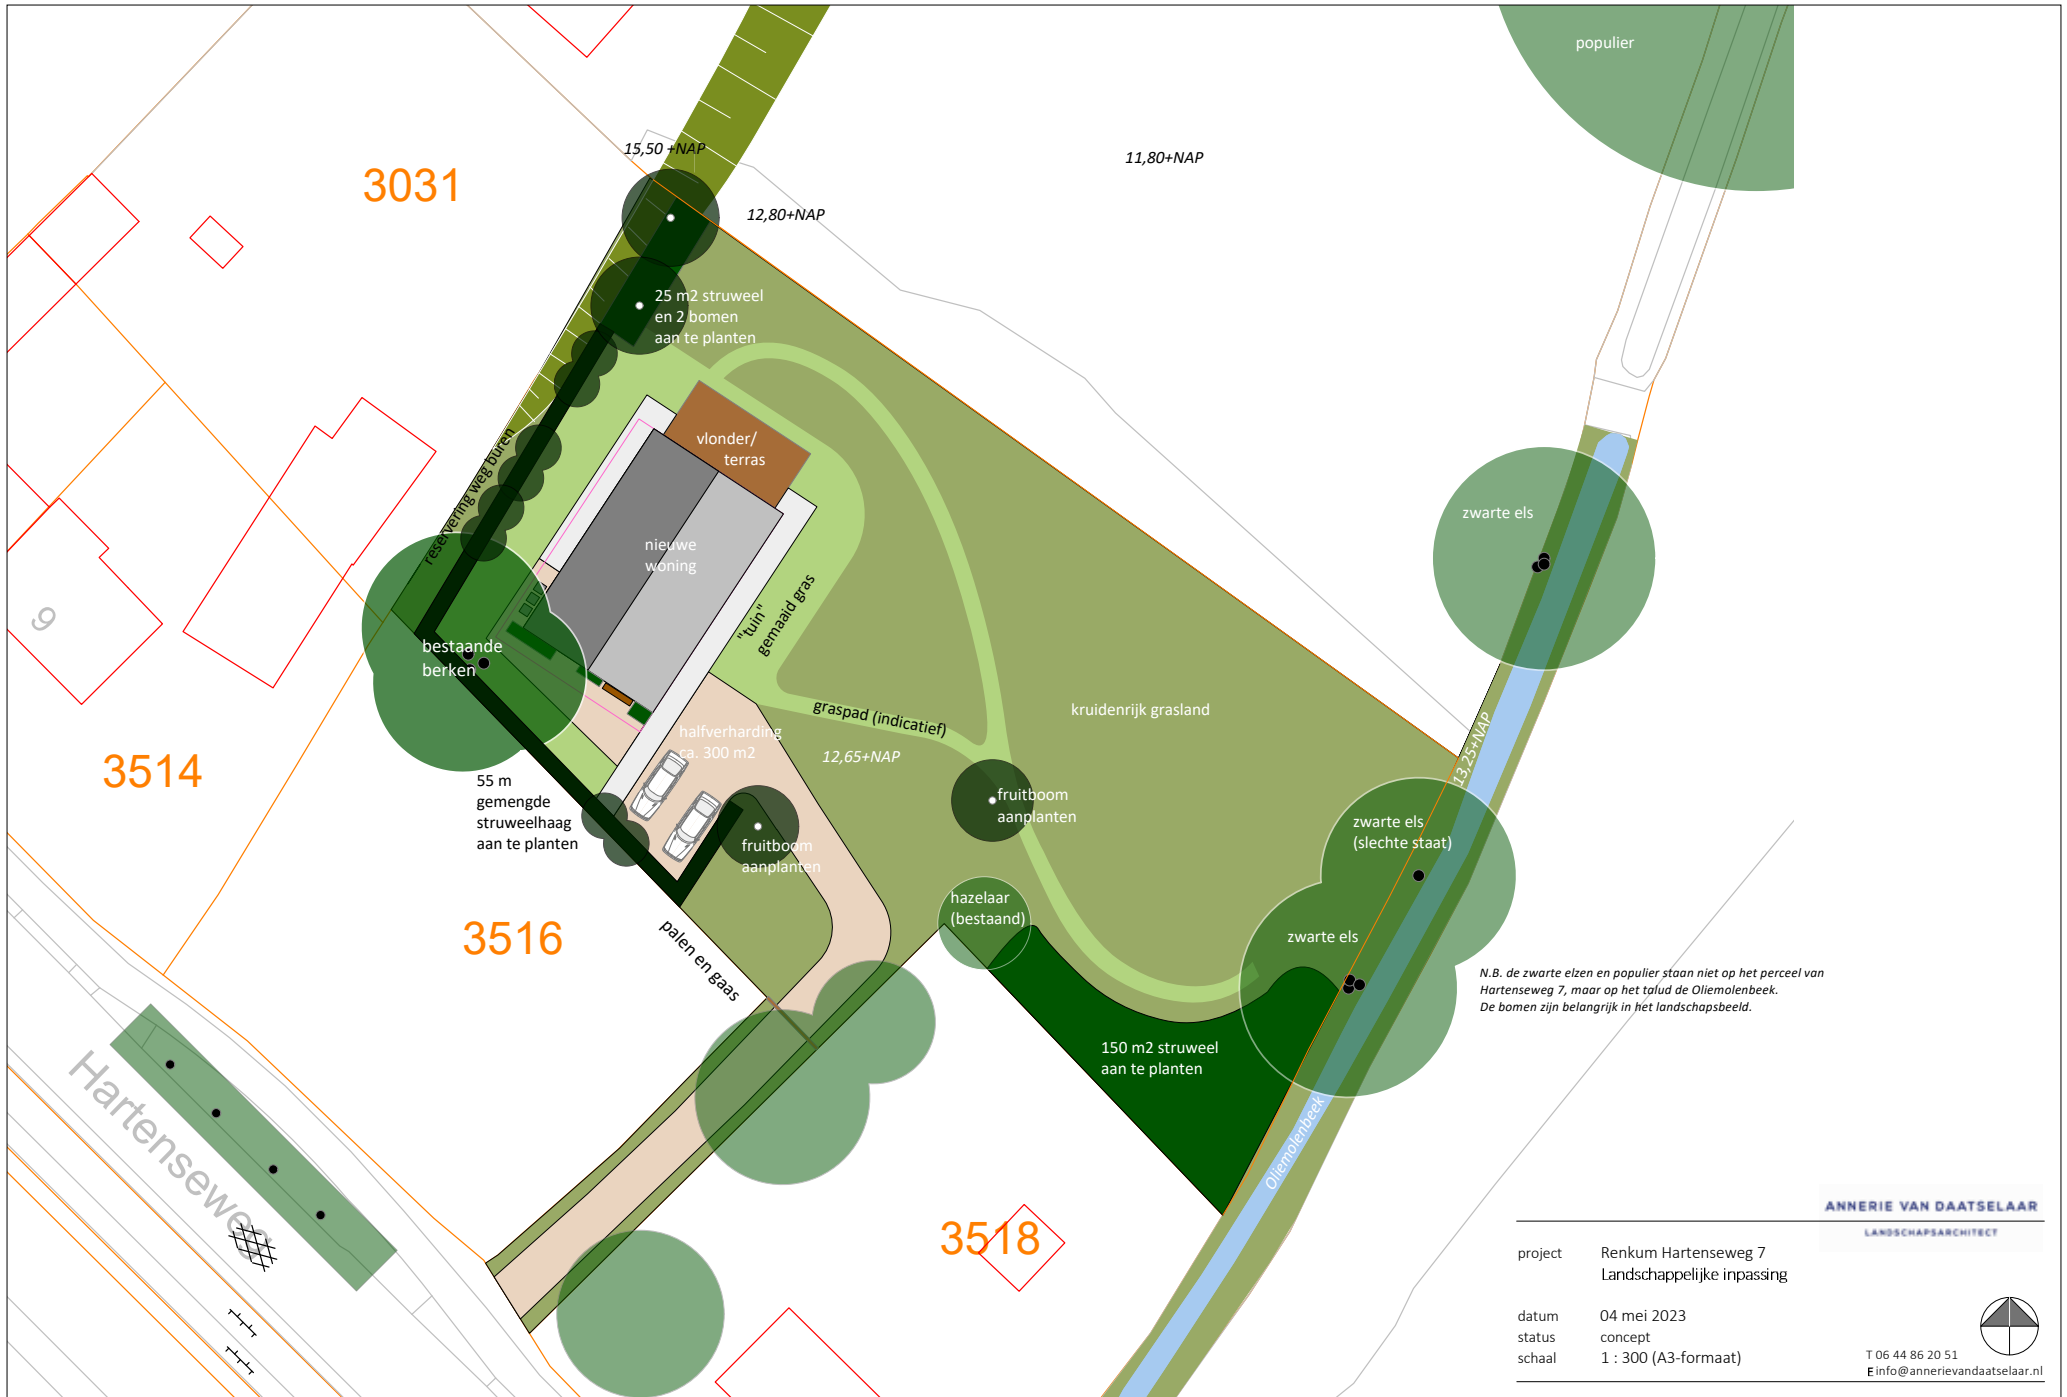 populier
15,50 +NAP
11,80+NAP
3031
12,80+NAP
25 m2 struweel
en 2 bomen
aan te planten
vlonder/
terras
reservering weg buren
zwarte els
nieuwe
woning
"tuin"
gemaaid gras
9
bestaande
berken
graspad (indicatief)
kruidenrijk grasland
halfverharding
ca. 300 m2
12,65+NAP
13,25+NAP
3514
55 m
gemengde
struweelhaag
aan te planten
fruitboom
aanplanten
fruitboom
aanplanten
zwarte els
(slechte staat)
hazelaar
(bestaand)
3516
palen en gaas
zwarte els
N.B. de zwarte elzen en populier staan niet op het perceel van
Hartenseweg 7, maar op het talud de Oliemolenbeek.
De bomen zijn belangrijk in het landschapsbeeld.
150 m2 struweel
aan te planten
Hartenseweg
Oliemolenbeek
3518
ANNERIE VAN DAATSELAAR
LANDSCHAPSARCHITECT
project Renkum Hartenseweg 7
Landschappelijke inpassing
datum 04 mei 2023
status concept
schaal 1 : 300 (A3-formaat)
T 06 44 86 20 51
E info@annerievandaatselaar.nl